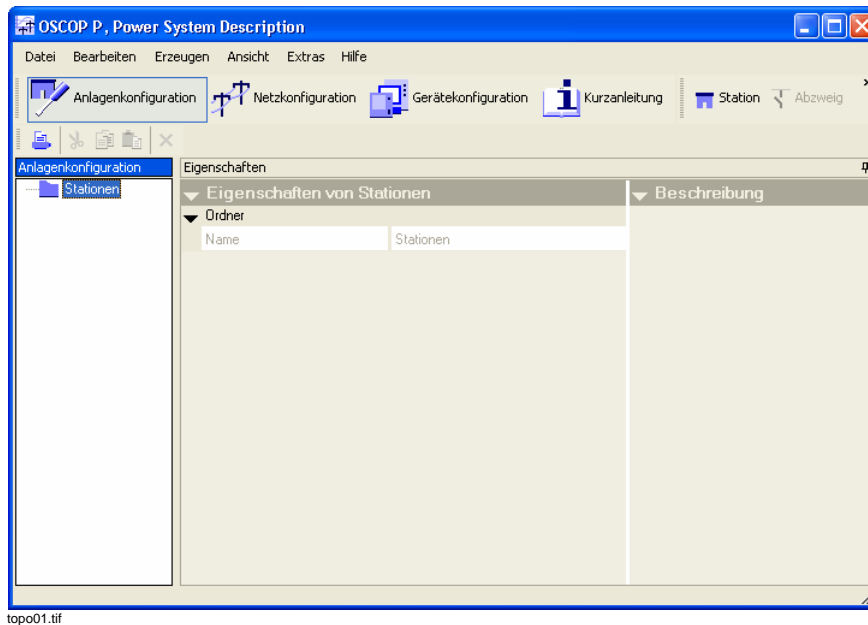 OSCOP P, Power System Description
Datei Bearbeiten Erzeugen Ansicht Extras Hilfe
Anlagenkonfiguration Netzkonfiguration Gerätekonfiguration Kurzanleitung Station Abzweig
Anlagenkonfiguration Eigenschaften
Stationen Eigenschaften von Stationen Beschreibung
Ordner
Name Stationen
topo01.tif